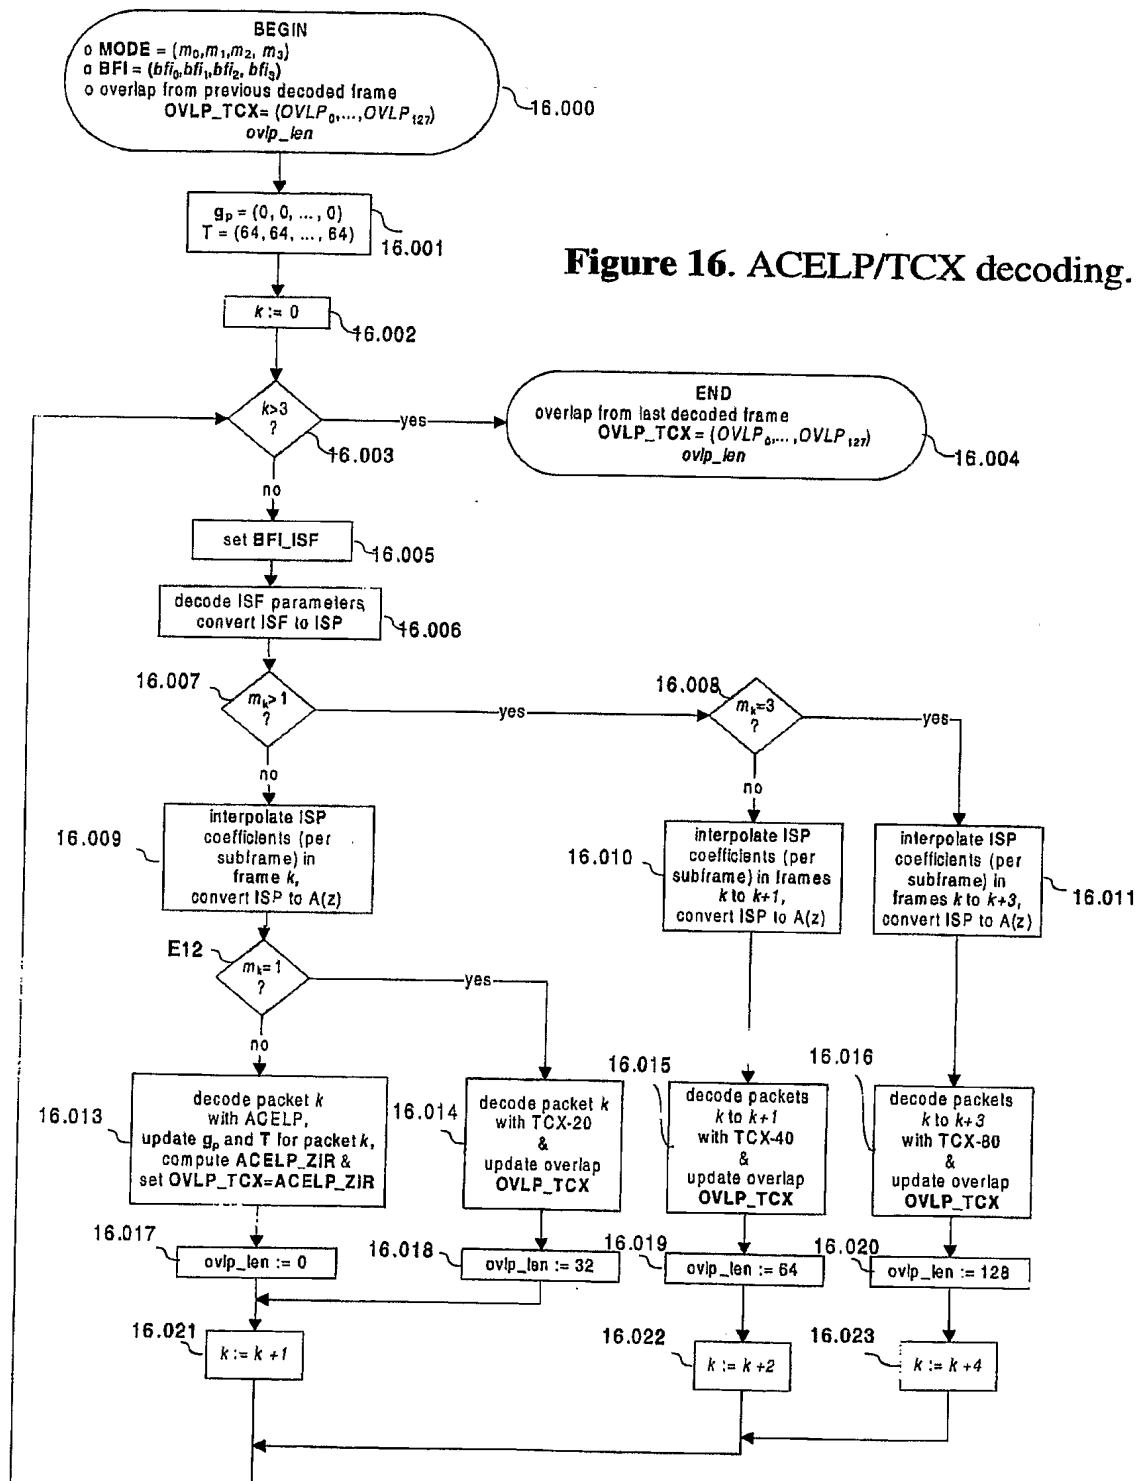 BEGIN
o MODE = (m0,m1,m2, m3)
o BFI = (bfi0,bfi1,bfi2, bfi3)
o overlap from previous decoded frame
OVLP_TCX= (OVLP0,...,OVLP127)
ovlp_len
16.000
gp = (0, 0, ... , 0)
T = (64, 64, ... , 64)
16.001
Figure 16. ACELP/TCX decoding.
k := 0
16.002
k>3
?
yes
16.003
END
overlap from last decoded frame
OVLP_TCX = (OVLP0,...,OVLP127)
ovlp_len
16.004
no
set BFI_ISF
16.005
decode ISF parameters,
convert ISF to ISP
16.006
16.007
mk>1
?
yes
16.008
mk=3
?
yes
no
no
16.009
interpolate ISP
coefficients (per
subframe) in
frame k,
convert ISP to A(z)
16.010
interpolate ISP
coefficients (per
subframe) in frames
k to k+1,
convert ISP to A(z)
interpolate ISP
coefficients (per
subframe) in
frames k to k+3,
convert ISP to A(z)
16.011
E12
mk=1
?
yes
no
16.013
decode packet k
with ACELP,
update gp and T for packet k,
compute ACELP_ZIR &
set OVLP_TCX=ACELP_ZIR
16.014
decode packet k
with TCX-20
&
update overlap
OVLP_TCX
16.015
decode packets
k to k+1
with TCX-40
&
update overlap
OVLP_TCX
16.016
decode packets
k to k+3
with TCX-80
&
update overlap
OVLP_TCX
16.017
ovlp_len := 0
16.018
ovlp_len := 32
16.019
ovlp_len := 64
16.020
ovlp_len := 128
16.021
k := k +1
16.022
k := k +2
16.023
k := k +4